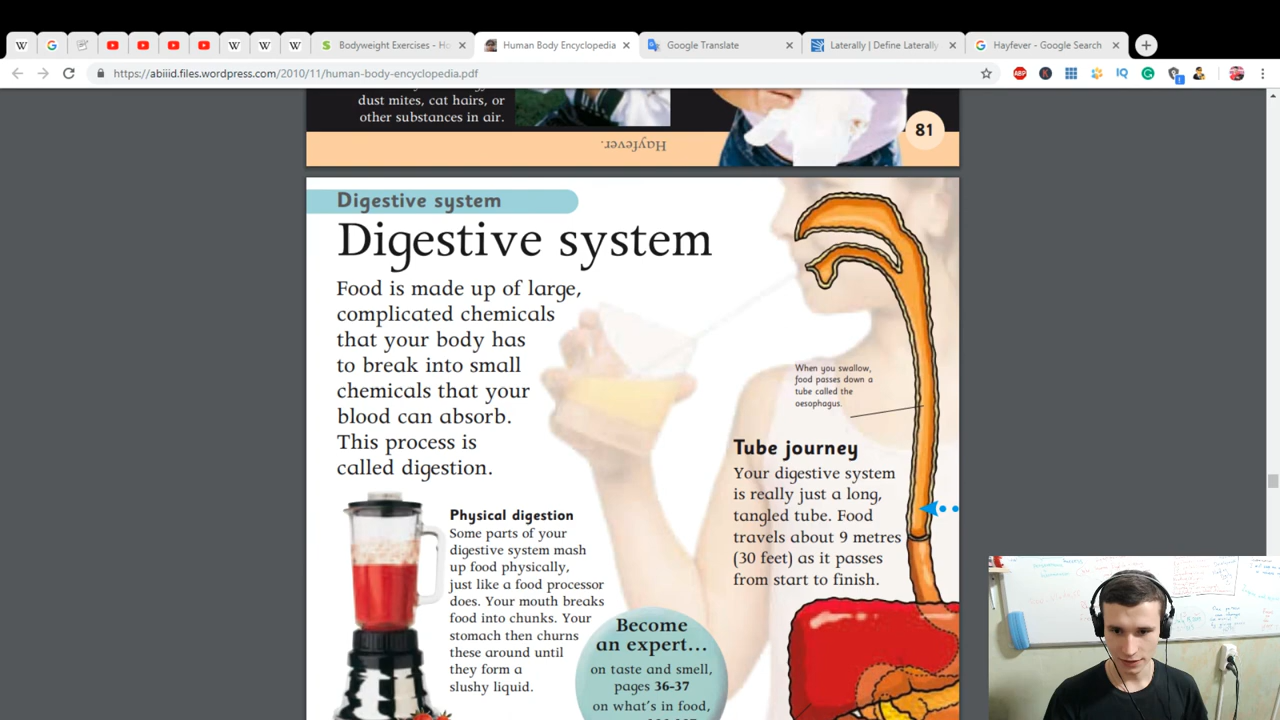 Bodyweight Exercises - Ho
Human Body Encyclopedia
Google Translate
Laterally | Define Laterally
Hayfever - Google Search
https://abiiid.files.wordpress.com/2010/11/human-body-encyclopedia.pdf
dust mites, cat hairs, or
other substances in air.
Hayfever.
81
Digestive system
Digestive system
Food is made up of large,
complicated chemicals
that your body has
to break into small
chemicals that your
blood can absorb.
This process is
called digestion.
When you swallow,
food passes down a
tube called the
oesophagus.
Tube journey
Your digestive system
is really just a long,
tangled tube. Food
travels about 9 metres
(30 feet) as it passes
from start to finish.
Physical digestion
Some parts of your
digestive system mash
up food physically,
just like a food processor
does. Your mouth breaks
food into chunks. Your
stomach then churns
these around until
they form a
slushy liquid.
Become
an expert...
on taste and smell,
pages 36-37
on what's in food,